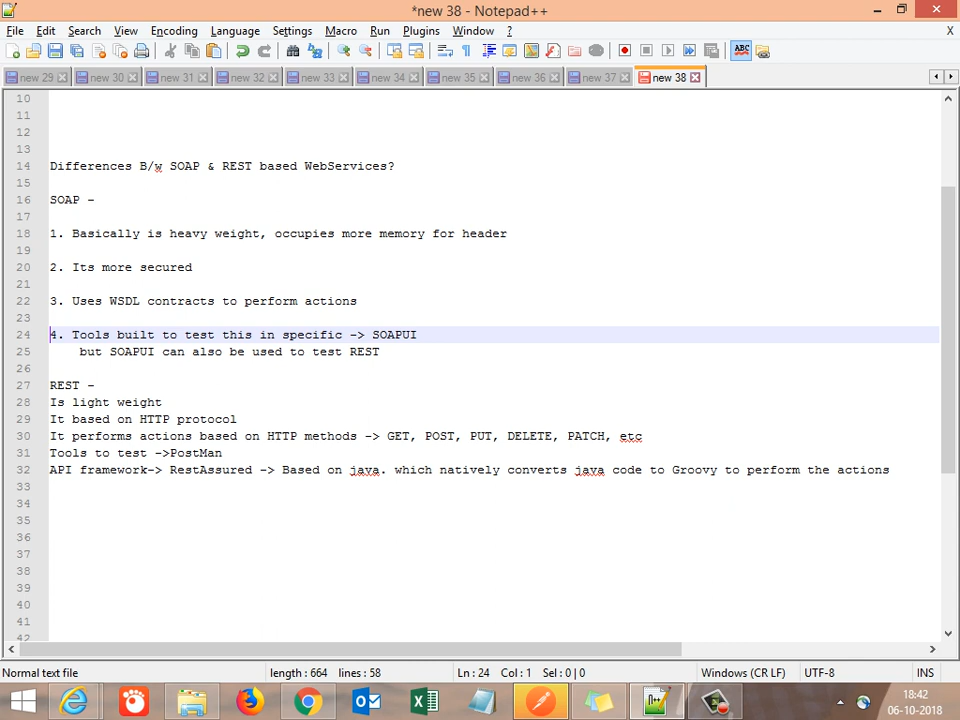 *new 38 - Notepad++
File Edit Search View Encoding Language Settings Macro Run Plugins Window ? X
ABC
new 29 new 30 new 31 new 32 new 33 new 34 new 35 new 36 new 37 new 38
10
11
12
13
14 Differences B/w SOAP & REST based WebServices?
15
16 SOAP -
17
18 1. Basically is heavy weight, occupies more memory for header
19
20 2. Its more secured
21
22 3. Uses WSDL contracts to perform actions
23
24 4. Tools built to test this in specific -> SOAPUI
25 but SOAPUI can also be used to test REST
26
27 REST -
28 Is light weight
29 It based on HTTP protocol
30 It performs actions based on HTTP methods -> GET, POST, PUT, DELETE, PATCH, etc
31 Tools to test ->PostMan
32 API framework-> RestAssured -> Based on java. which natively converts java code to Groovy to perform the actions
33
34
35
36
37
38
39
40
41
42
Normal text file length : 664 lines : 58 Ln : 24 Col : 1 Sel : 0 | 0 Windows (CR LF) UTF-8 INS
18:42
06-10-2018